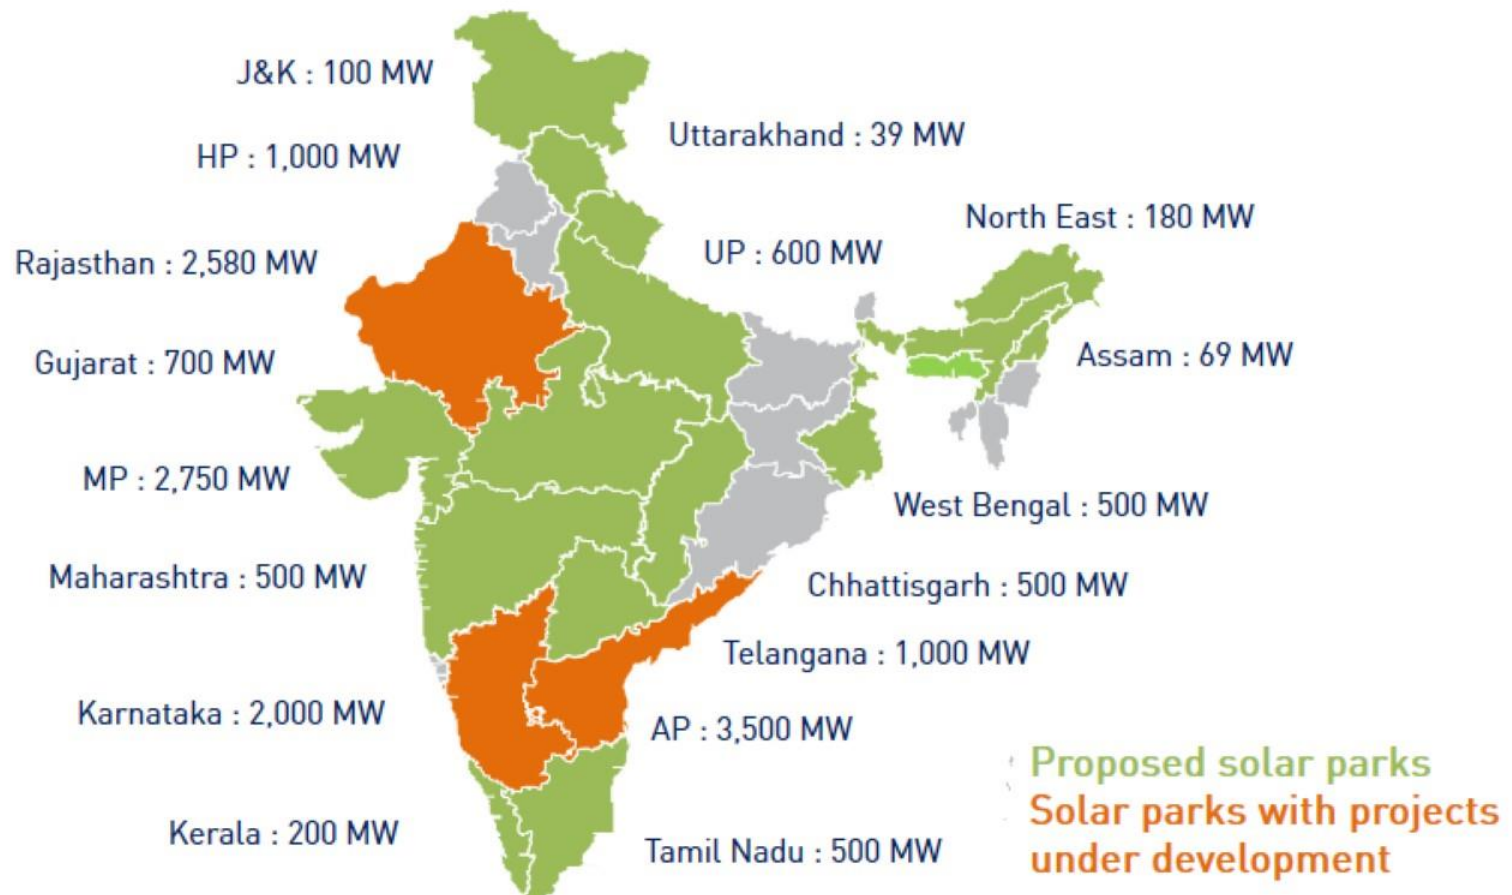 J&K : 100 MW
Uttarakhand : 39 MW
HP : 1,000 MW
North East : 180 MW
UP : 600 MW
Rajasthan : 2,580 MW
Assam : 69 MW
Gujarat : 700 MW
MP : 2,750 MW
West Bengal : 500 MW
Maharashtra : 500 MW
Chhattisgarh : 500 MW
Telangana : 1,000 MW
Karnataka : 2,000 MW
AP : 3,500 MW
Kerala : 200 MW
Tamil Nadu : 500 MW
Proposed solar parks
Solar parks with projects
under development